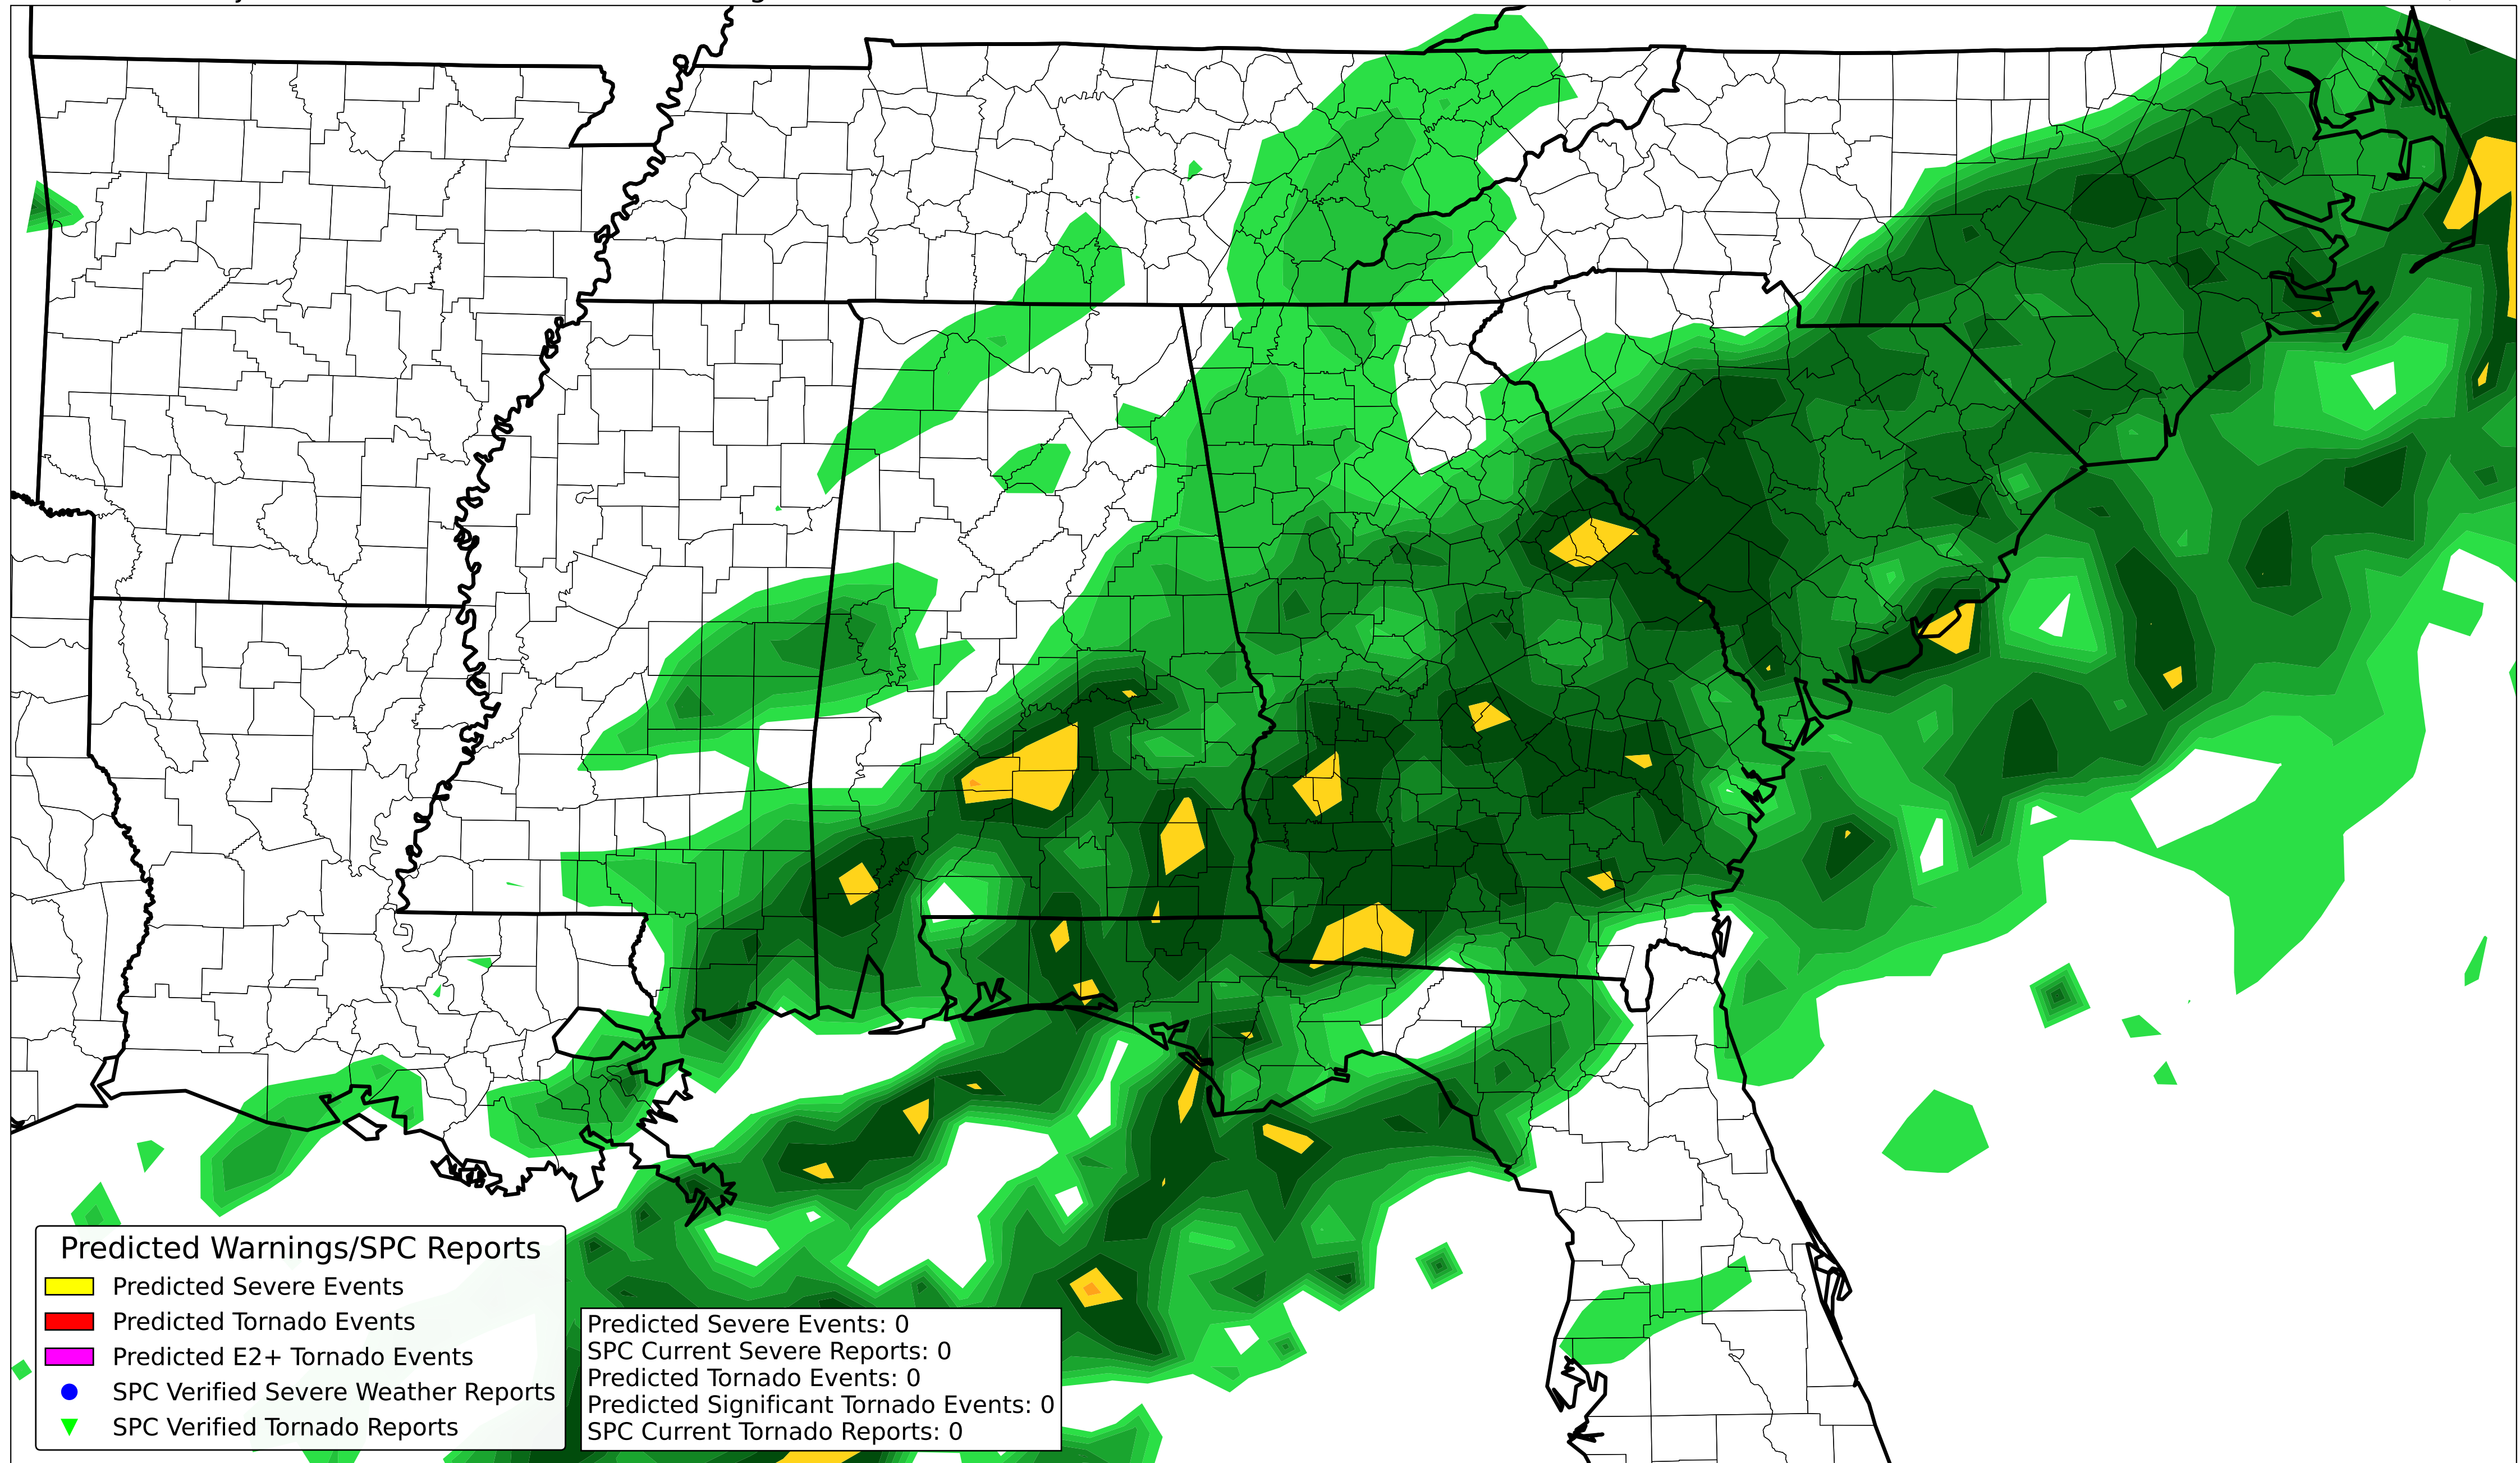 Predicted Warnings/SPC Reports
Predicted Severe Events
Predicted Tornado Events
Predicted E2+ Tornado Events
SPC Verified Severe Weather Reports
SPC Verified Tornado Reports
Predicted Severe Events: 0
SPC Current Severe Reports: 0
Predicted Tornado Events: 0
Predicted Significant Tornado Events: 0
SPC Current Tornado Reports: 0